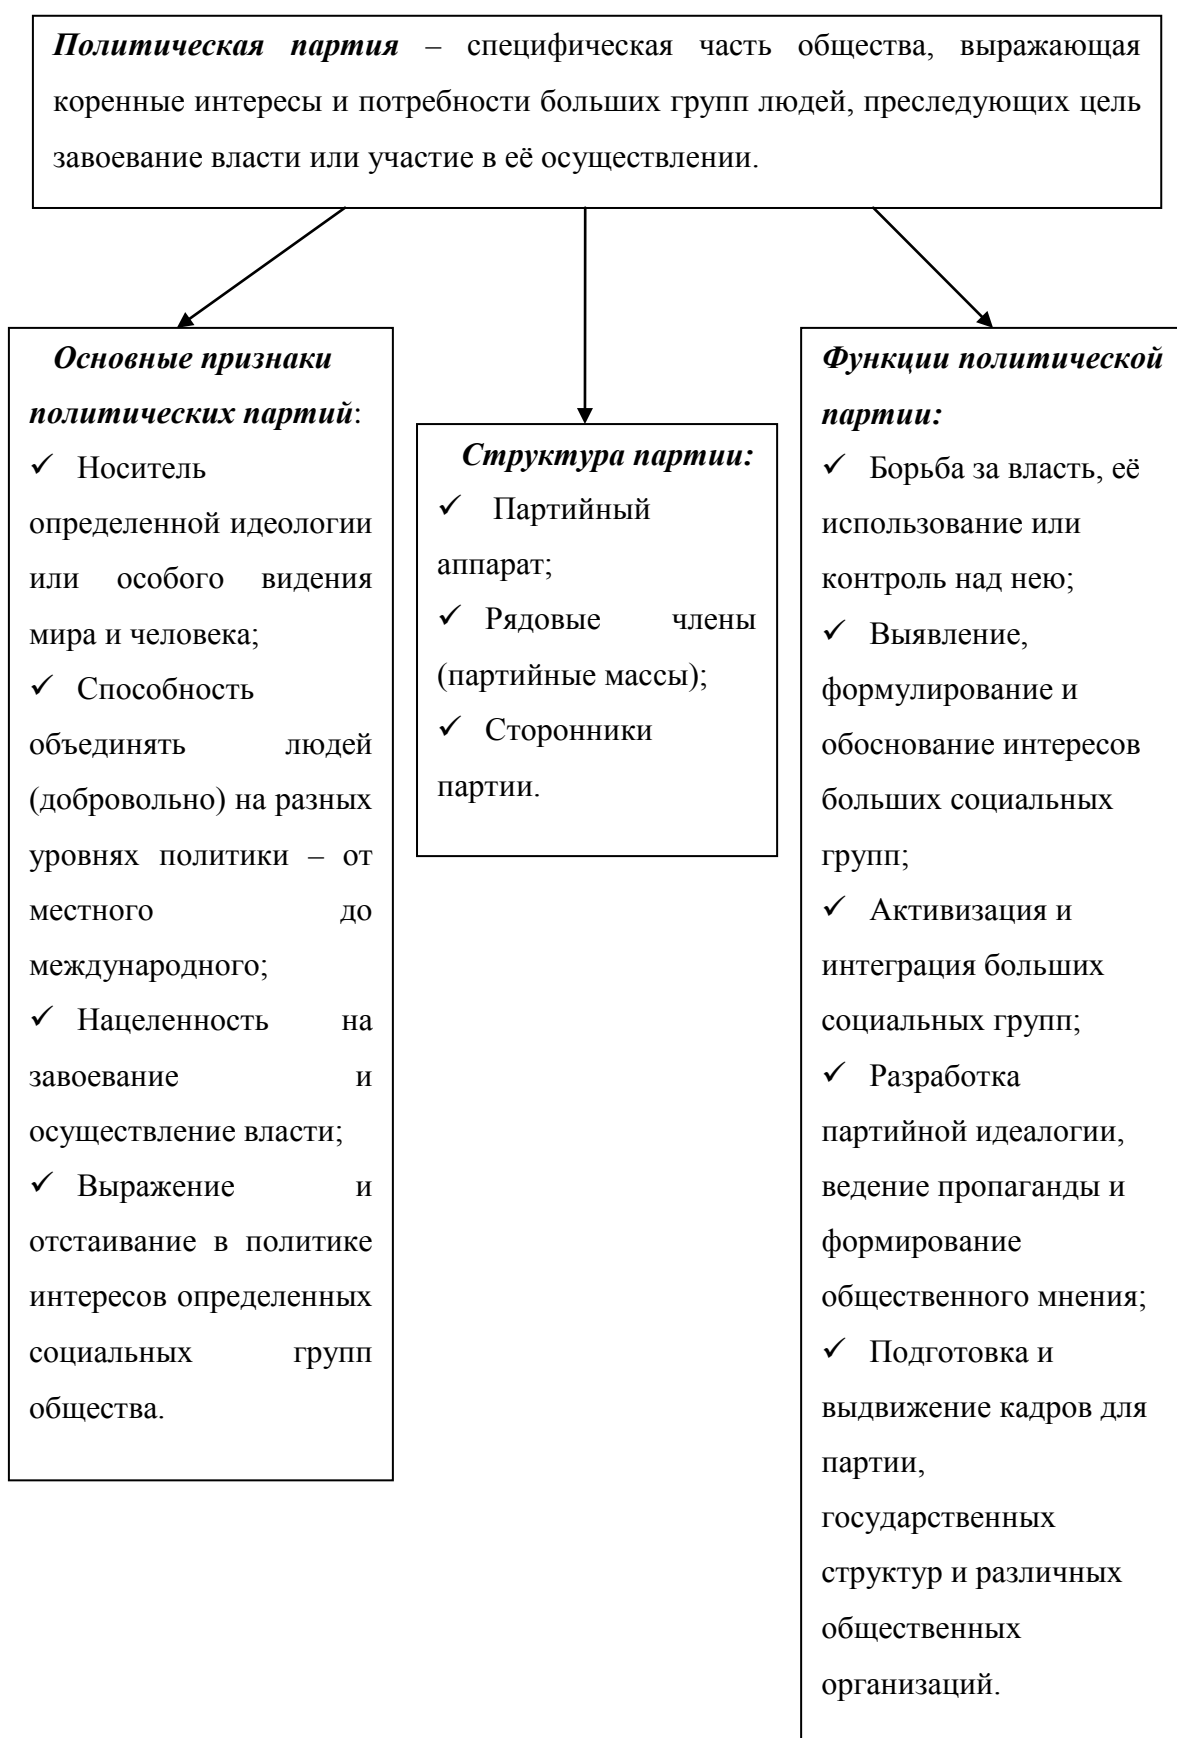 Политическая партия – специфическая часть общества, выражающая
коренные интересы и потребности больших групп людей, преследующих цель
завоевание власти или участие в её осуществлении.
Основные признаки
политических партий:
✓ Носитель
определенной идеологии
или особого видения
мира и человека;
✓ Способность
объединять людей
(добровольно) на разных
уровнях политики – от
местного до
международного;
✓ Нацеленность на
завоевание и
осуществление власти;
✓ Выражение и
отстаивание в политике
интересов определенных
социальных групп
общества.
Структура партии:
✓ Партийный
аппарат;
✓ Рядовые члены
(партийные массы);
✓ Сторонники
партии.
Функции политической
партии:
✓ Борьба за власть, её
использование или
контроль над нею;
✓ Выявление,
формулирование и
обоснование интересов
больших социальных
групп;
✓ Активизация и
интеграция больших
социальных групп;
✓ Разработка
партийной идеалогии,
ведение пропаганды и
формирование
общественного мнения;
✓ Подготовка и
выдвижение кадров для
партии,
государственных
структур и различных
общественных
организаций.